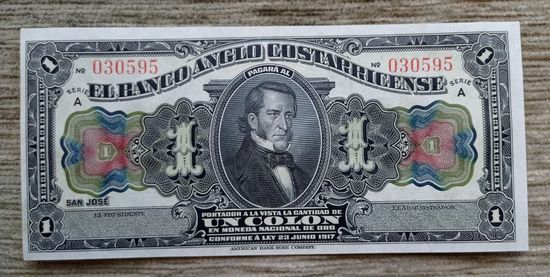 1 1
Nº 030595 Nº 030595
EL BANCO ANGLO COSTARRICENSE
SERIE A SERIE A
PAGARÁ AL
1 1
SAN JOSÉ
PORTADOR A LA VISTA LA CANTIDAD DE
EL PRESIDENTE. EL ADMINISTRADOR.
UN COLON
1 1
EN MONEDA NACIONAL DE ORO
CONFORME A LEY 23 JUNIO 1917
AMERICAN BANK NOTE COMPANY.